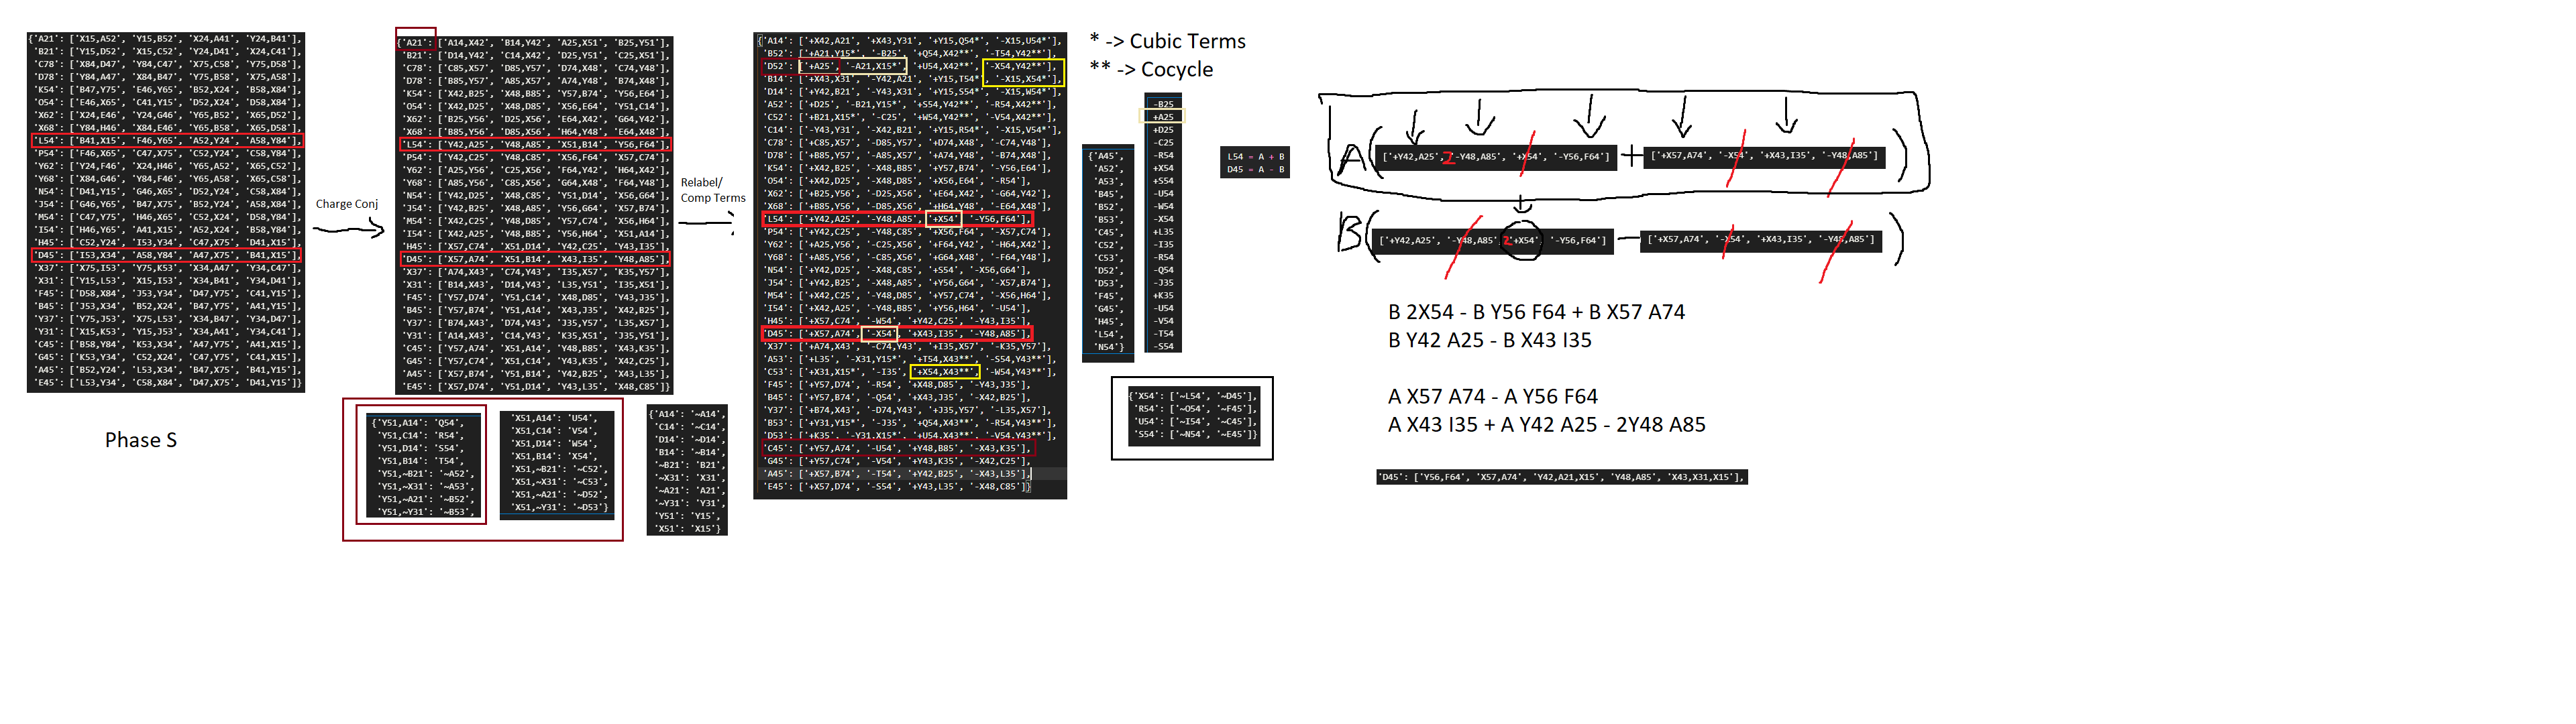 {'A21': ['X15,A52', 'Y15,B52', 'X24,A41', 'Y24,B41'],
'B21': ['Y15,D52', 'X15,C52', 'Y24,D41', 'X24,C41'],
'C78': ['X84,D47', 'Y84,C47', 'X75,C58', 'Y75,D58'],
'D78': ['Y84,A47', 'X84,B47', 'Y75,B58', 'X75,A58'],
'K54': ['B47,Y75', 'E46,Y65', 'B52,X24', 'B58,X84'],
'O54': ['E46,X65', 'C41,Y15', 'D52,X24', 'D58,X84'],
'X62': ['X24,E46', 'Y24,G46', 'Y65,B52', 'X65,D52'],
'X68': ['Y84,H46', 'X84,E46', 'Y65,B58', 'X65,D58'],
'L54': ['B41,X15', 'F46,Y65', 'A52,Y24', 'A58,Y84'],
'P54': ['F46,X65', 'C47,X75', 'C52,Y24', 'C58,Y84'],
'Y62': ['Y24,F46', 'X24,H46', 'Y65,A52', 'X65,C52'],
'Y68': ['X84,G46', 'Y84,F46', 'Y65,A58', 'X65,C58'],
'N54': ['D41,Y15', 'G46,X65', 'D52,Y24', 'C58,X84'],
'J54': ['G46,Y65', 'B47,X75', 'B52,Y24', 'A58,X84'],
'M54': ['C47,Y75', 'H46,X65', 'C52,X24', 'D58,Y84'],
'I54': ['H46,Y65', 'A41,X15', 'A52,X24', 'B58,Y84'],
'H45': ['C52,Y24', 'I53,Y34', 'C47,X75', 'D41,X15'],
'D45': ['I53,X34', 'A58,Y84', 'A47,X75', 'B41,X15'],
'X37': ['X75,I53', 'Y75,K53', 'X34,A47', 'Y34,C47'],
'X31': ['Y15,L53', 'X15,I53', 'X34,B41', 'Y34,D41'],
'F45': ['D58,X84', 'J53,Y34', 'D47,Y75', 'C41,Y15'],
'B45': ['J53,X34', 'B52,X24', 'B47,Y75', 'A41,Y15'],
'Y37': ['Y75,J53', 'X75,L53', 'X34,B47', 'Y34,D47'],
'Y31': ['X15,K53', 'Y15,J53', 'X34,A41', 'Y34,C41'],
'C45': ['B58,Y84', 'K53,X34', 'A47,Y75', 'A41,X15'],
'G45': ['K53,Y34', 'C52,X24', 'C47,Y75', 'C41,X15'],
'A45': ['B52,Y24', 'L53,X34', 'B47,X75', 'B41,Y15'],
'E45': ['L53,Y34', 'C58,X84', 'D47,X75', 'D41,Y15']}
Phase S
Charge Conj
{'A21': ['A14,X42', 'B14,Y42', 'A25,X51', 'B25,Y51'],
'B21': ['D14,Y42', 'C14,X42', 'D25,Y51', 'C25,X51'],
'C78': ['C85,X57', 'D85,Y57', 'D74,X48', 'C74,Y48'],
'D78': ['B85,Y57', 'A85,X57', 'A74,Y48', 'B74,X48'],
'K54': ['X42,B25', 'X48,B85', 'Y57,B74', 'Y56,E64'],
'O54': ['X42,D25', 'X48,D85', 'X56,E64', 'Y51,C14'],
'X62': ['B25,Y56', 'D25,X56', 'E64,X42', 'G64,Y42'],
'X68': ['B85,Y56', 'D85,X56', 'H64,Y48', 'E64,X48'],
'L54': ['Y42,A25', 'Y48,A85', 'X51,B14', 'Y56,F64'],
'P54': ['Y42,C25', 'Y48,C85', 'X56,F64', 'X57,C74'],
'Y62': ['A25,Y56', 'C25,X56', 'F64,Y42', 'H64,X42'],
'Y68': ['A85,Y56', 'C85,X56', 'G64,X48', 'F64,Y48'],
'N54': ['Y42,D25', 'X48,C85', 'Y51,D14', 'X56,G64'],
'J54': ['Y42,B25', 'X48,A85', 'Y56,G64', 'X57,B74'],
'M54': ['X42,C25', 'Y48,D85', 'Y57,C74', 'X56,H64'],
'I54': ['X42,A25', 'Y48,B85', 'Y56,H64', 'X51,A14'],
'H45': ['X57,C74', 'X51,D14', 'Y42,C25', 'Y43,I35'],
'D45': ['X57,A74', 'X51,B14', 'X43,I35', 'Y48,A85'],
'X37': ['A74,X43', 'C74,Y43', 'I35,X57', 'K35,Y57'],
'X31': ['B14,X43', 'D14,Y43', 'L35,Y51', 'I35,X51'],
'F45': ['Y57,D74', 'Y51,C14', 'X48,D85', 'Y43,J35'],
'B45': ['Y57,B74', 'Y51,A14', 'X43,J35', 'X42,B25'],
'Y37': ['B74,X43', 'D74,Y43', 'J35,Y57', 'L35,X57'],
'Y31': ['A14,X43', 'C14,Y43', 'K35,X51', 'J35,Y51'],
'C45': ['Y57,A74', 'X51,A14', 'Y48,B85', 'X43,K35'],
'G45': ['Y57,C74', 'X51,C14', 'Y43,K35', 'X42,C25'],
'A45': ['X57,B74', 'Y51,B14', 'Y42,B25', 'X43,L35'],
'E45': ['X57,D74', 'Y51,D14', 'Y43,L35', 'X48,C85']}
{'Y51,A14': 'Q54',
'Y51,C14': 'R54',
'Y51,D14': 'S54',
'Y51,B14': 'T54',
'Y51,~B21': '~A52',
'Y51,~X31': '~A53',
'Y51,~A21': '~B52',
'Y51,~Y31': '~B53',
'X51,A14': 'U54',
'X51,C14': 'V54',
'X51,D14': 'W54',
'X51,B14': 'X54',
'X51,~B21': '~C52',
'X51,~X31': '~C53',
'X51,~A21': '~D52',
'X51,~Y31': '~D53'}
{'A14': '~A14',
'C14': '~C14',
'D14': '~D14',
'B14': '~B14',
'~B21': 'B21',
'~X31': 'X31',
'~A21': 'A21',
'~Y31': 'Y31',
'Y51': 'Y15',
'X51': 'X15'}
Relabel/
Comp Terms
{'A14': ['+X42,A21', '+X43,Y31', '+Y15,Q54*', '-X15,U54*'],
'B52': ['+A21,Y15*', '-B25', '+Q54,X42**', '-T54,Y42**'],
'D52': ['+A25', '-A21,X15*', '+U54,X42**', '-X54,Y42**'],
'B14': ['+X43,X31', '-Y42,A21', '+Y15,T54*', '-X15,X54*'],
'D14': ['+Y42,B21', '-Y43,X31', '+Y15,S54*', '-X15,W54*'],
'A52': ['+D25', '-B21,Y15*', '+S54,Y42**', '-R54,X42**'],
'C52': ['+B21,X15*', '-C25', '+W54,Y42**', '-V54,X42**'],
'C14': ['-Y43,Y31', '-X42,B21', '+Y15,R54*', '-X15,V54*'],
'C78': ['+C85,X57', '-D85,Y57', '+D74,X48', '-C74,Y48'],
'D78': ['+B85,Y57', '-A85,X57', '+A74,Y48', '-B74,X48'],
'K54': ['+X42,B25', '-X48,B85', '+Y57,B74', '-Y56,E64'],
'O54': ['+X42,D25', '-X48,D85', '+X56,E64', '-R54'],
'X62': ['+B25,Y56', '-D25,X56', '+E64,X42', '-G64,Y42'],
'X68': ['+B85,Y56', '-D85,X56', '+H64,Y48', '-E64,X48'],
'L54': ['+Y42,A25', '-Y48,A85', '+X54', '-Y56,F64'],
'P54': ['+Y42,C25', '-Y48,C85', '+X56,F64', '-X57,C74'],
'Y62': ['+A25,Y56', '-C25,X56', '+F64,Y42', '-H64,X42'],
'Y68': ['+A85,Y56', '-C85,X56', '+G64,X48', '-F64,Y48'],
'N54': ['+Y42,D25', '-X48,C85', '+S54', '-X56,G64'],
'J54': ['+Y42,B25', '-X48,A85', '+Y56,G64', '-X57,B74'],
'M54': ['+X42,C25', '-Y48,D85', '+Y57,C74', '-X56,H64'],
'I54': ['+X42,A25', '-Y48,B85', '+Y56,H64', '-U54'],
'H45': ['+X57,C74', '-W54', '+Y42,C25', '-Y43,I35'],
'D45': ['+X57,A74', '-X54', '+X43,I35', '-Y48,A85'],
'X37': ['+A74,X43', '-C74,Y43', '+I35,X57', '-K35,Y57'],
'A53': ['+L35', '-X31,Y15*', '+T54,X43**', '-S54,Y43**'],
'C53': ['+X31,X15*', '-I35', '+X54,X43**', '-W54,Y43**'],
'F45': ['+Y57,D74', '-R54', '+X48,D85', '-Y43,J35'],
'B45': ['+Y57,B74', '-Q54', '+X43,J35', '-X42,B25'],
'Y37': ['+B74,X43', '-D74,Y43', '+J35,Y57', '-L35,X57'],
'B53': ['+Y31,Y15*', '-J35', '+Q54,X43**', '-R54,Y43**'],
'D53': ['+K35', '-Y31,X15*', '+U54,X43**', '-V54,Y43**'],
'C45': ['+Y57,A74', '-U54', '+Y48,B85', '-X43,K35'],
'G45': ['+Y57,C74', '-V54', '+Y43,K35', '-X42,C25'],
'A45': ['+X57,B74', '-T54', '+Y42,B25', '-X43,L35'],
'E45': ['+X57,D74', '-S54', '+Y43,L35', '-X48,C85']}
* -> Cubic Terms
** -> Cocycle
{'A45',
'A52',
'A53',
'B45',
'B52',
'B53',
'C45',
'C52',
'C53',
'D52',
'D53',
'F45',
'G45',
'H45',
'L54',
'N54'}
-B25
+A25
+D25
-C25
-R54
+X54
+S54
-U54
-W54
-X54
+L35
-I35
-R54
-Q54
-J35
+K35
-U54
-V54
-T54
-S54
{'X54': ['~L54', '~D45'],
'R54': ['~O54', '~F45'],
'U54': ['~I54', '~C45'],
'S54': ['~N54', '~E45']}
L54 = A + B
D45 = A - B
A(['+Y42,A25', 2'-Y48,A85', '+X54', '-Y56,F64'] + ['+X57,A74', '-X54', '+X43,I35', '-Y48,A85'])
B(['+Y42,A25', '-Y48,A85', 2'+X54', '-Y56,F64'] - ['+X57,A74', '-X54', '+X43,I35', '-Y48,A85'])
B 2X54 - B Y56 F64 + B X57 A74
B Y42 A25 - B X43 I35
A X57 A74 - A Y56 F64
A X43 I35 + A Y42 A25 - 2Y48 A85
'D45': ['Y56,F64', 'X57,A74', 'Y42,A21,X15', 'Y48,A85', 'X43,X31,X15'],